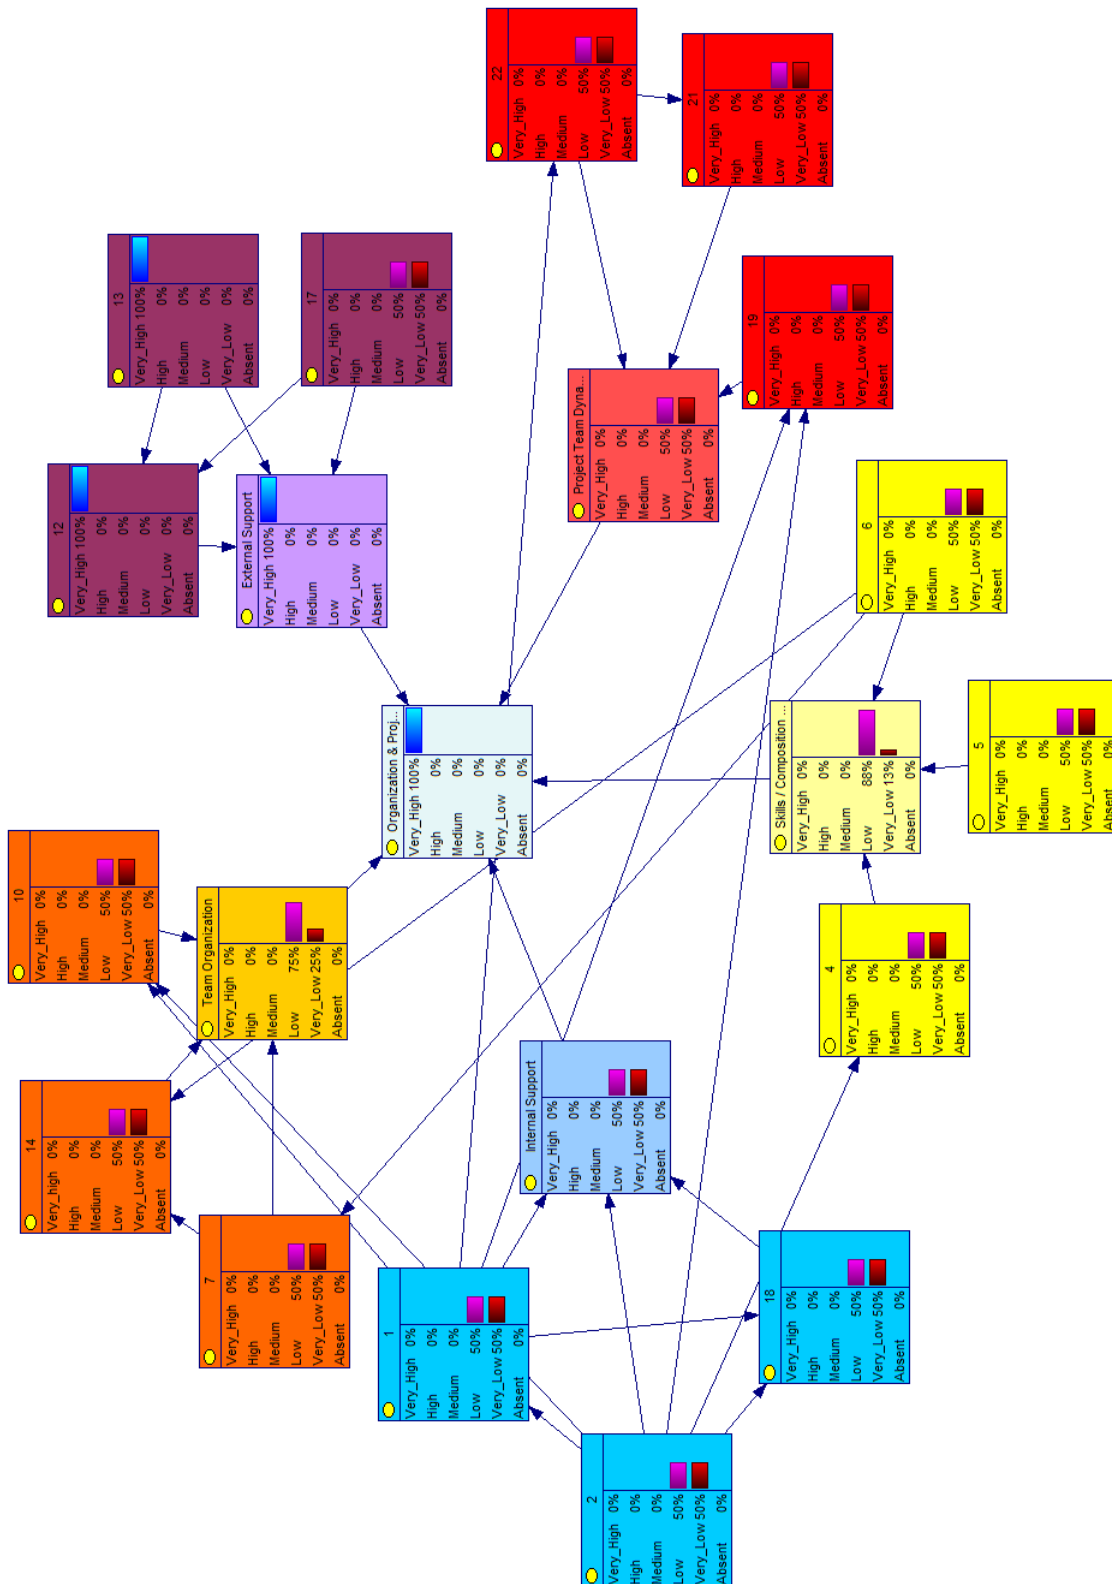 10
Very_High 0%
High 0%
Medium 0%
Low 50%
Very_Low 50%
Absent 0%
14
Very_high 0%
High 0%
Medium 0%
Low 50%
Very_Low 50%
Absent 0%
12
Very_High 100%
High 0%
Medium 0%
Low 0%
Very_Low 0%
Absent 0%
13
Very_High 100%
High 0%
Medium 0%
Low 0%
Very_Low 0%
Absent 0%
7
Very_High 0%
High 0%
Medium 0%
Low 50%
Very_Low 50%
Absent 0%
Team Organization
Very_High 0%
High 0%
Medium 0%
Low 75%
Very_Low 25%
Absent 0%
External Support
Very_High 100%
High 0%
Medium 0%
Low 0%
Very_Low 0%
Absent 0%
17
Very_High 0%
High 0%
Medium 0%
Low 50%
Very_Low 50%
Absent 0%
1
Very_High 0%
High 0%
Medium 0%
Low 50%
Very_Low 50%
Absent 0%
Organization & Proj...
Very_High 100%
High 0%
Medium 0%
Low 0%
Very_Low 0%
Absent 0%
22
Very_High 0%
High 0%
Medium 0%
Low 50%
Very_Low 50%
Absent 0%
Internal Support
Very_High 0%
High 0%
Medium 0%
Low 50%
Very_Low 50%
Absent 0%
Project Team Dyna...
Very_High 0%
High 0%
Medium 0%
Low 50%
Very_Low 50%
Absent 0%
2
Very_High 0%
High 0%
Medium 0%
Low 50%
Very_Low 50%
Absent 0%
21
Very_High 0%
High 0%
Medium 0%
Low 50%
Very_Low 50%
Absent 0%
19
Very_High 0%
High 0%
Medium 0%
Low 50%
Very_Low 50%
Absent 0%
18
Very_High 0%
High 0%
Medium 0%
Low 50%
Very_Low 50%
Absent 0%
Skills / Composition ...
Very_High 0%
High 0%
Medium 0%
Low 88%
Very_Low 13%
Absent 0%
4
Very_High 0%
High 0%
Medium 0%
Low 50%
Very_Low 50%
Absent 0%
6
Very_High 0%
High 0%
Medium 0%
Low 50%
Very_Low 50%
Absent 0%
5
Very_High 0%
High 0%
Medium 0%
Low 50%
Very_Low 50%
Absent 0%